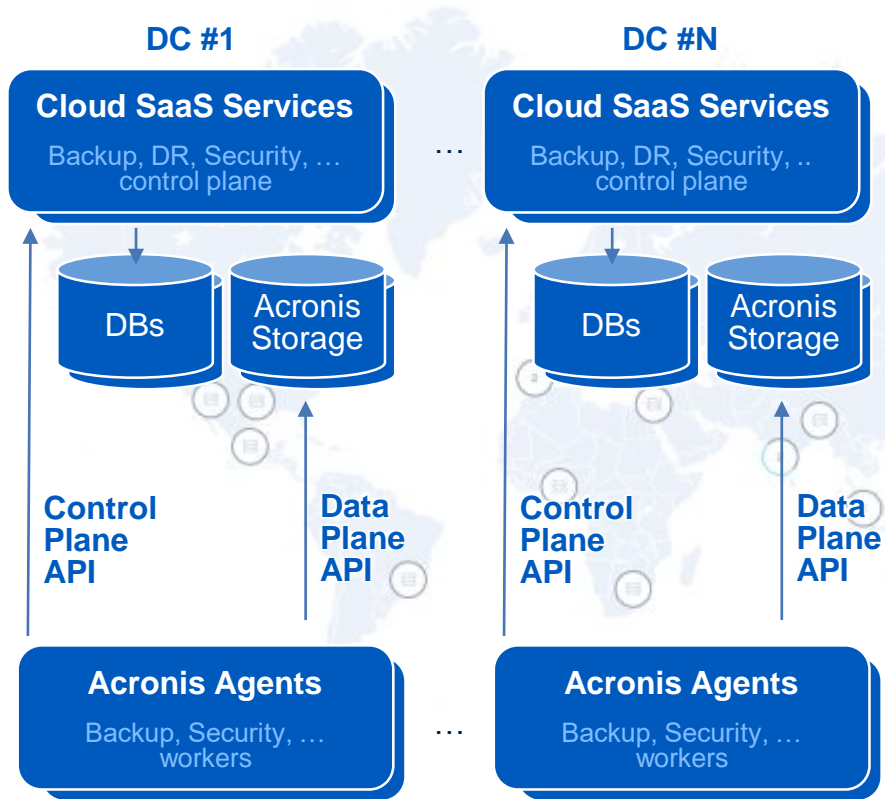 DC #1
Cloud SaaS Services
Backup, DR, Security, …
control plane
DBs
Acronis
Storage
Control
Plane
API
Data
Plane
API
Acronis Agents
Backup, Security, …
workers
…
…
DC #N
Cloud SaaS Services
Backup, DR, Security, ..
control plane
DBs
Acronis
Storage
2
Control
Plane
API
Data
Plane
API
Acronis Agents
Backup, Security, …
workers